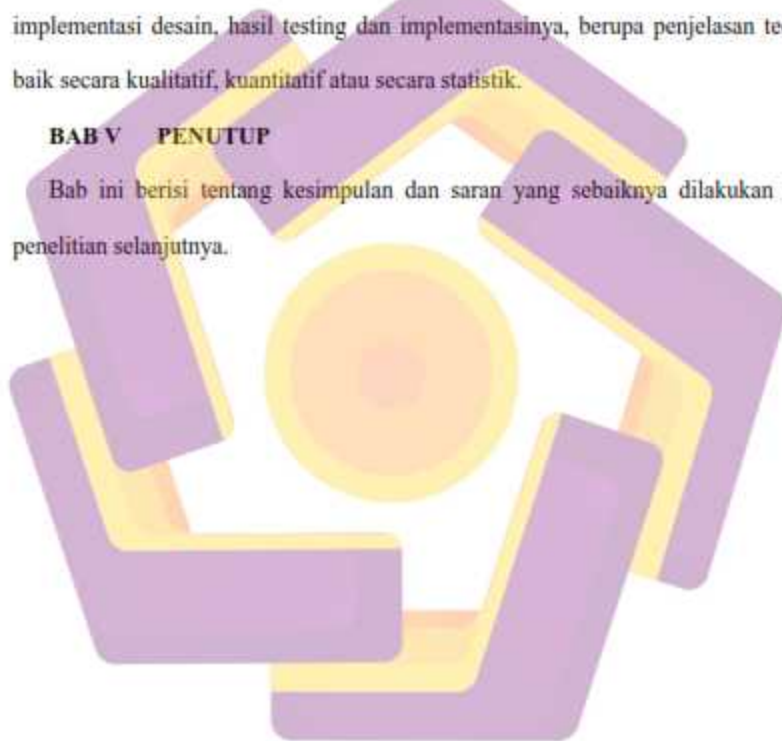 implementasi desain, hasil testing dan implementasinya, berupa penjelasan
baik secara kualitatif, kuantitatif atau secara statistik.
BAB V PENUTUP
Bab ini berisi tentang kesimpulan dan saran yang sebaiknya dilakukan
penelitian selanjutnya.